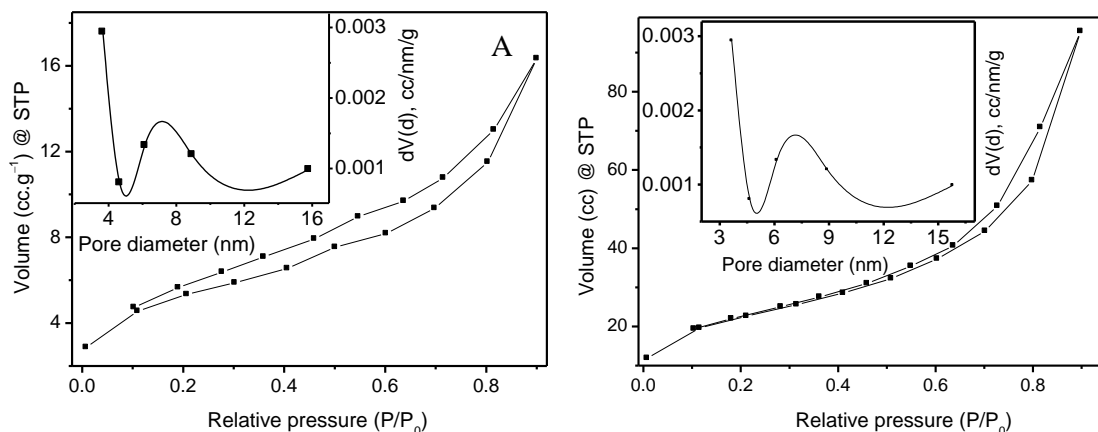 A
Volume (cc.g⁻¹) @ STP
16
12
8
4
0.0 0.2 0.4 0.6 0.8
Relative pressure (P/P₀)
0.003
0.002
0.001
dV(d), cc/nm/g
4 8 12 16
Pore diameter (nm)
Volume (cc) @ STP
80
60
40
20
0.0 0.2 0.4 0.6 0.8
Relative pressure (P/P₀)
0.003
0.002
0.001
dV(d), cc/nm/g
3 6 9 12 15
Pore diameter (nm)